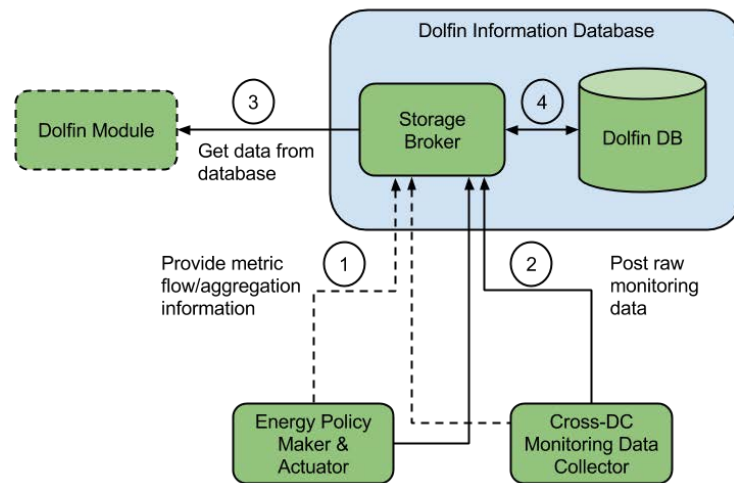 Dolfin Information Database
3
4
Dolfin Module
Storage
Broker
Dolfin DB
Get data from
database
Provide metric
flow/aggregation
information
1
2
Post raw
monitoring
data
Energy Policy
Maker &
Actuator
Cross-DC
Monitoring Data
Collector